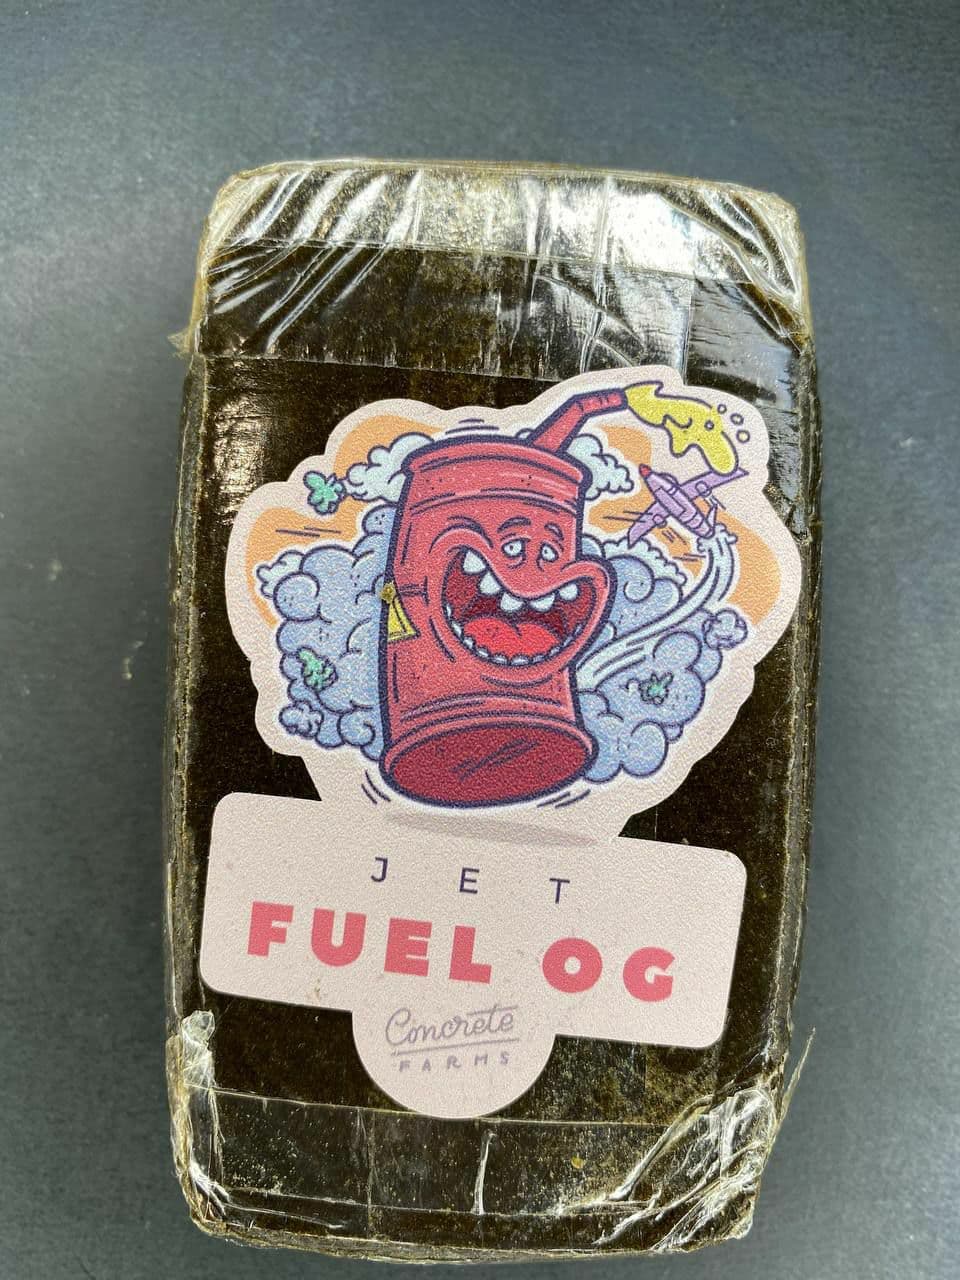 JET
FUEL OG
Concrete
FARMS